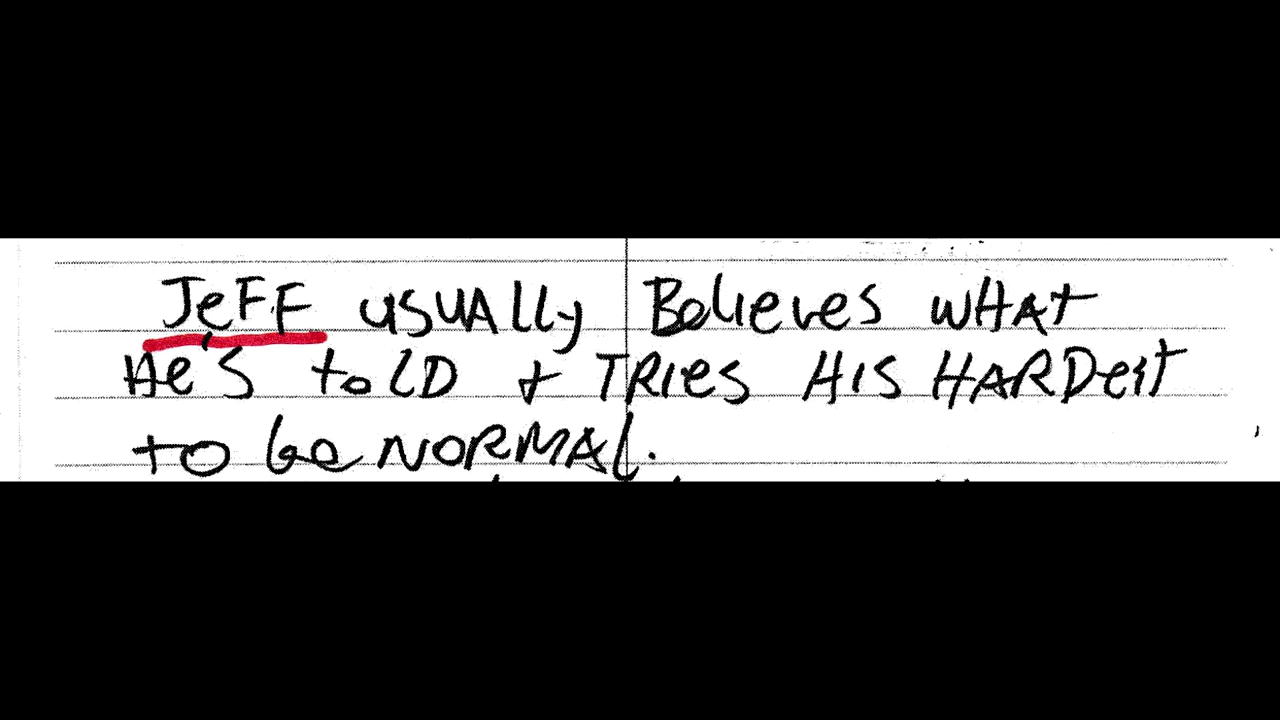 JeFF usUAlly Believes wHAt
He's tolD + TRies His HARDest
to be NORMAL.